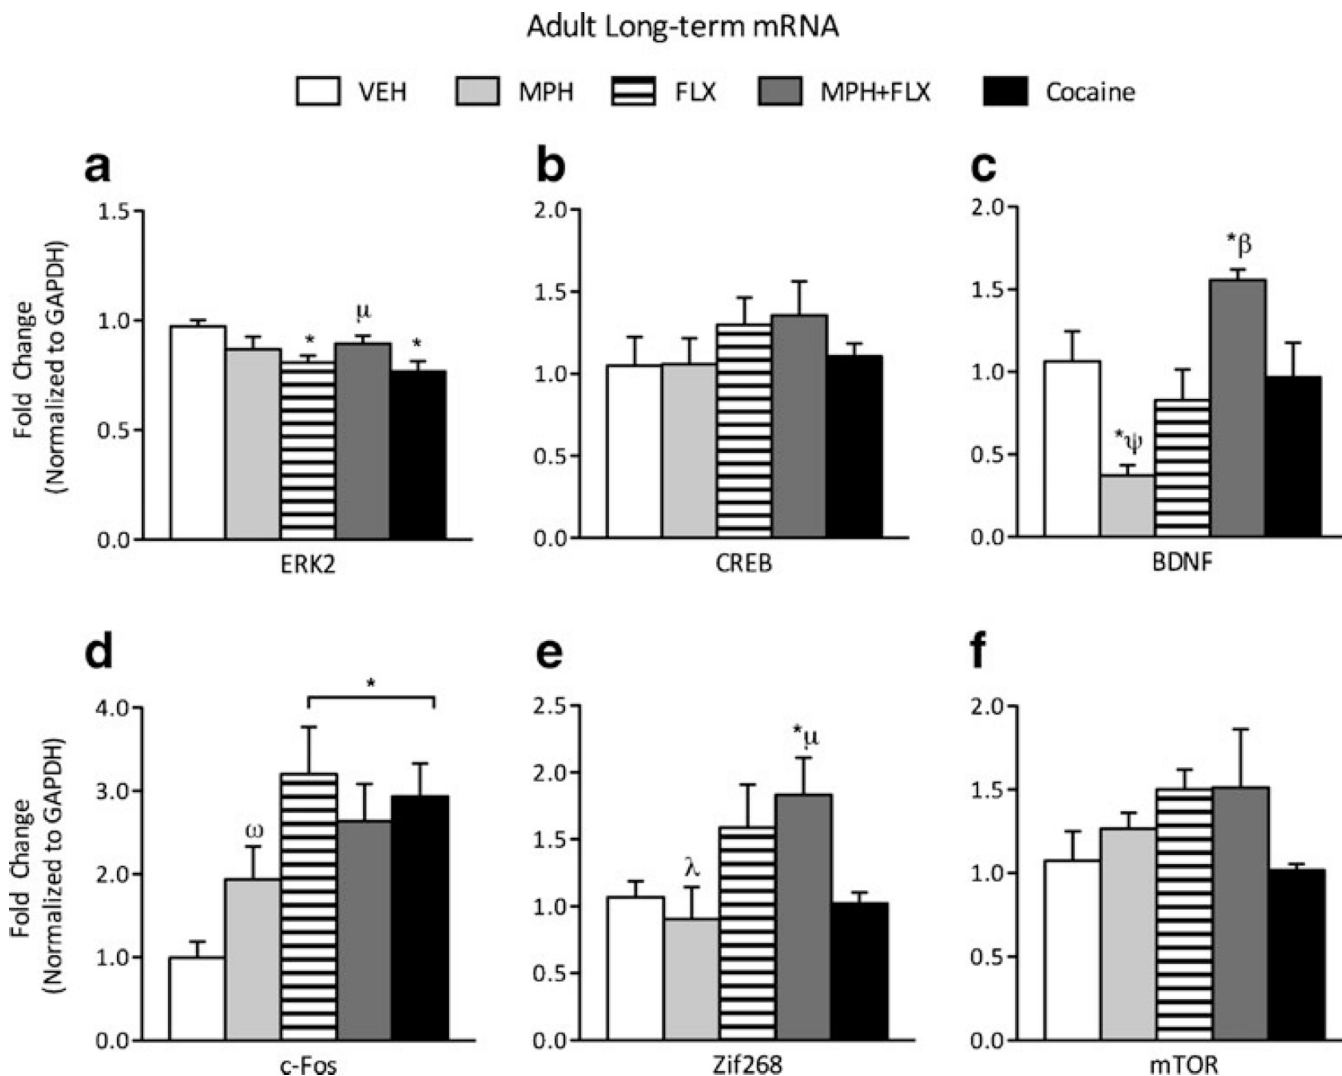 Adult Long-term mRNA
VEH MPH FLX MPH+FLX Cocaine
a b c
Fold Change
(Normalized to GAPDH)
1.5
1.0
0.5
0.0
* μ *
ERK2
2.0
1.5
1.0
0.5
0.0
CREB
2.0
1.5
1.0
0.5
0.0
*ψ
*β
BDNF
d e f
Fold Change
(Normalized to GAPDH)
4.0
3.0
2.0
1.0
0.0
ω
*
c-Fos
2.5
2.0
1.5
1.0
0.5
0.0
λ
*μ
Zif268
2.0
1.5
1.0
0.5
0.0
mTOR